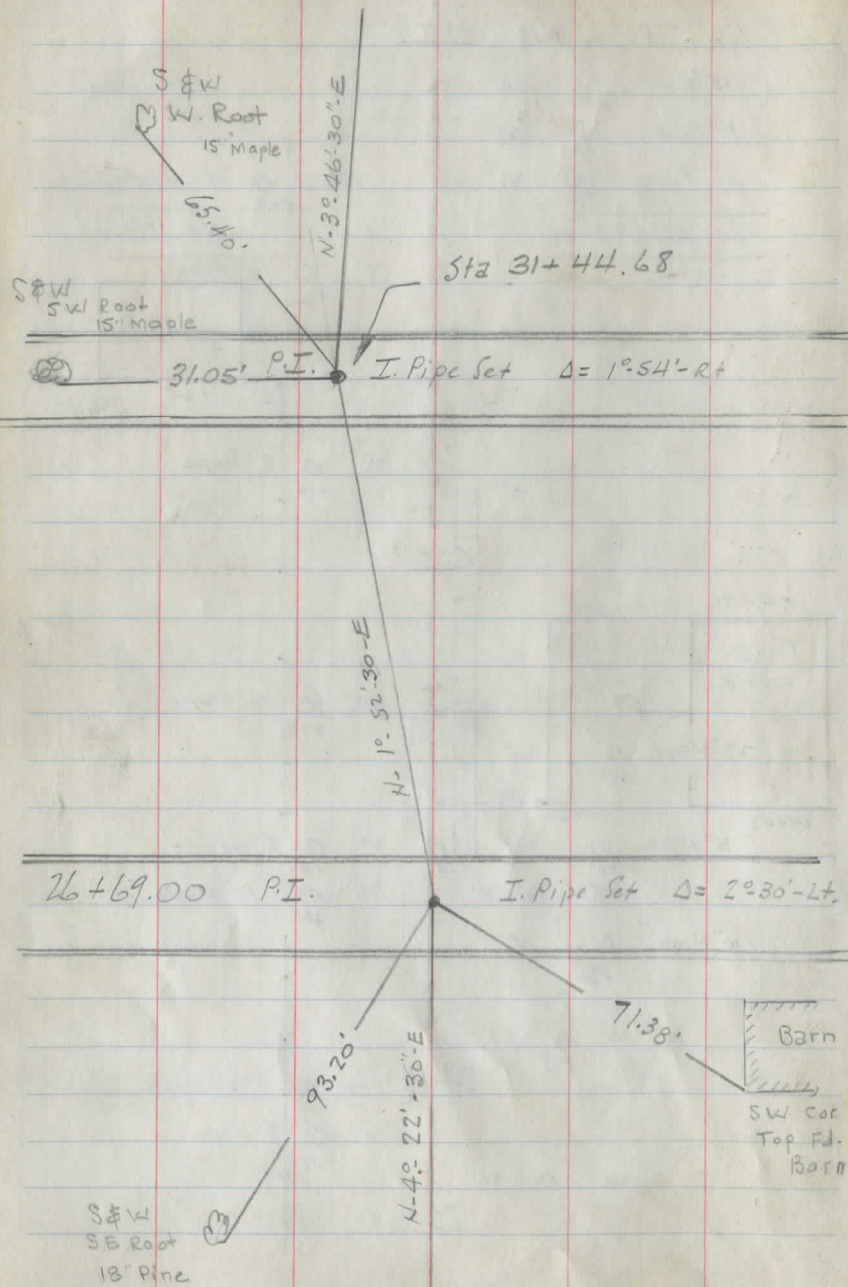 S & W
W. Root
15" Maple
N-3°-46'-30"-E
65.40'
Sta 31+44.68
S & W
SW Root
15" Maple
31.05' P.I. I. Pipe Set Δ= 1°-54'-Rt
N-1°-52'-30-E
26+69.00 P.I. I. Pipe Set Δ= 2°-30'-Lt.
71.38'
Barn
93.20'
N-4°-22'-30"-E
SW Cor
Top Fd.
Barn
S & W
SE Root
18" Pine